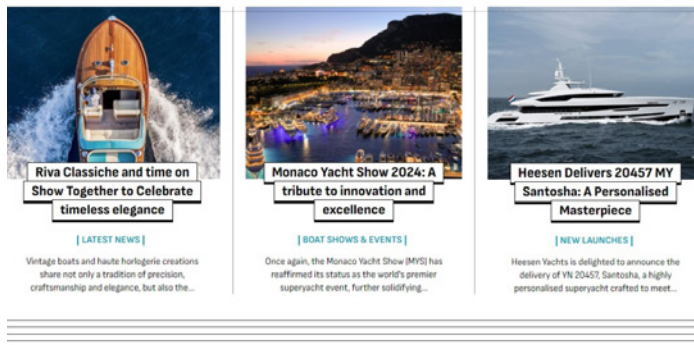 Riva Classiche and time on
Show Together to Celebrate
timeless elegance
| LATEST NEWS |
Vintage boats and haute horlogerie creations
share not only a tradition of precision,
craftsmanship and elegance, but also the...
Monaco Yacht Show 2024: A
tribute to innovation and
excellence
| BOAT SHOWS & EVENTS |
Once again, the Monaco Yacht Show (MYS) has
reaffirmed its status as the world's premier
superyacht event, further solidifying...
Heesen Delivers 20457 MY
Santosha: A Personalised
Masterpiece
| NEW LAUNCHES |
Heesen Yachts is delighted to announce the
delivery of YN 20457, Santosha, a highly
personalised superyacht crafted to meet...